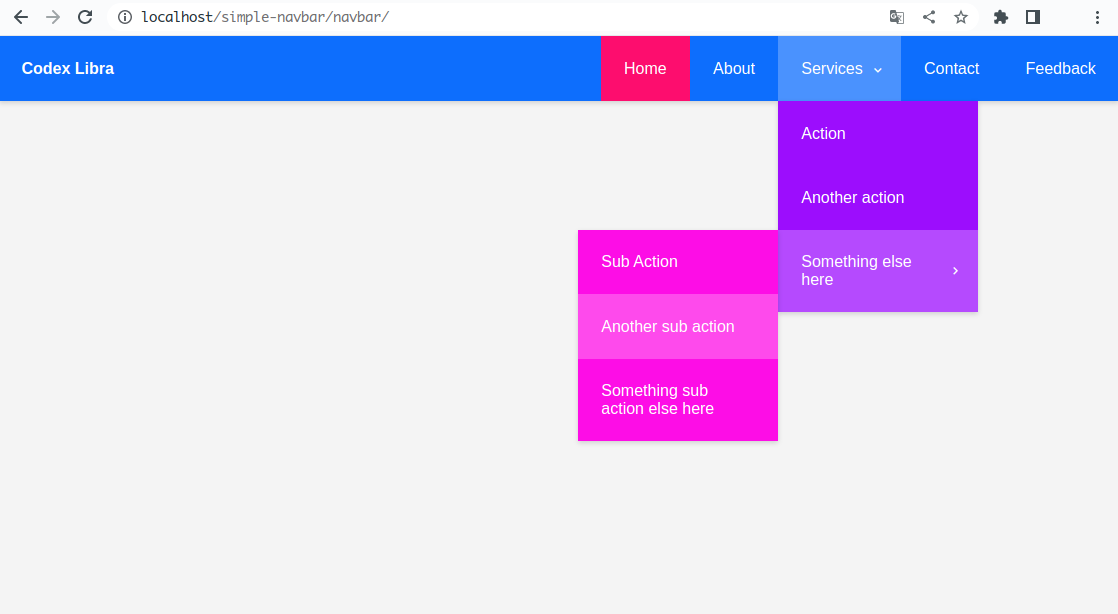 localhost/simple-navbar/navbar/
Codex Libra
Home
About
Services
Contact
Feedback
Action
Another action
Something else
here
Sub Action
Another sub action
Something sub
action else here